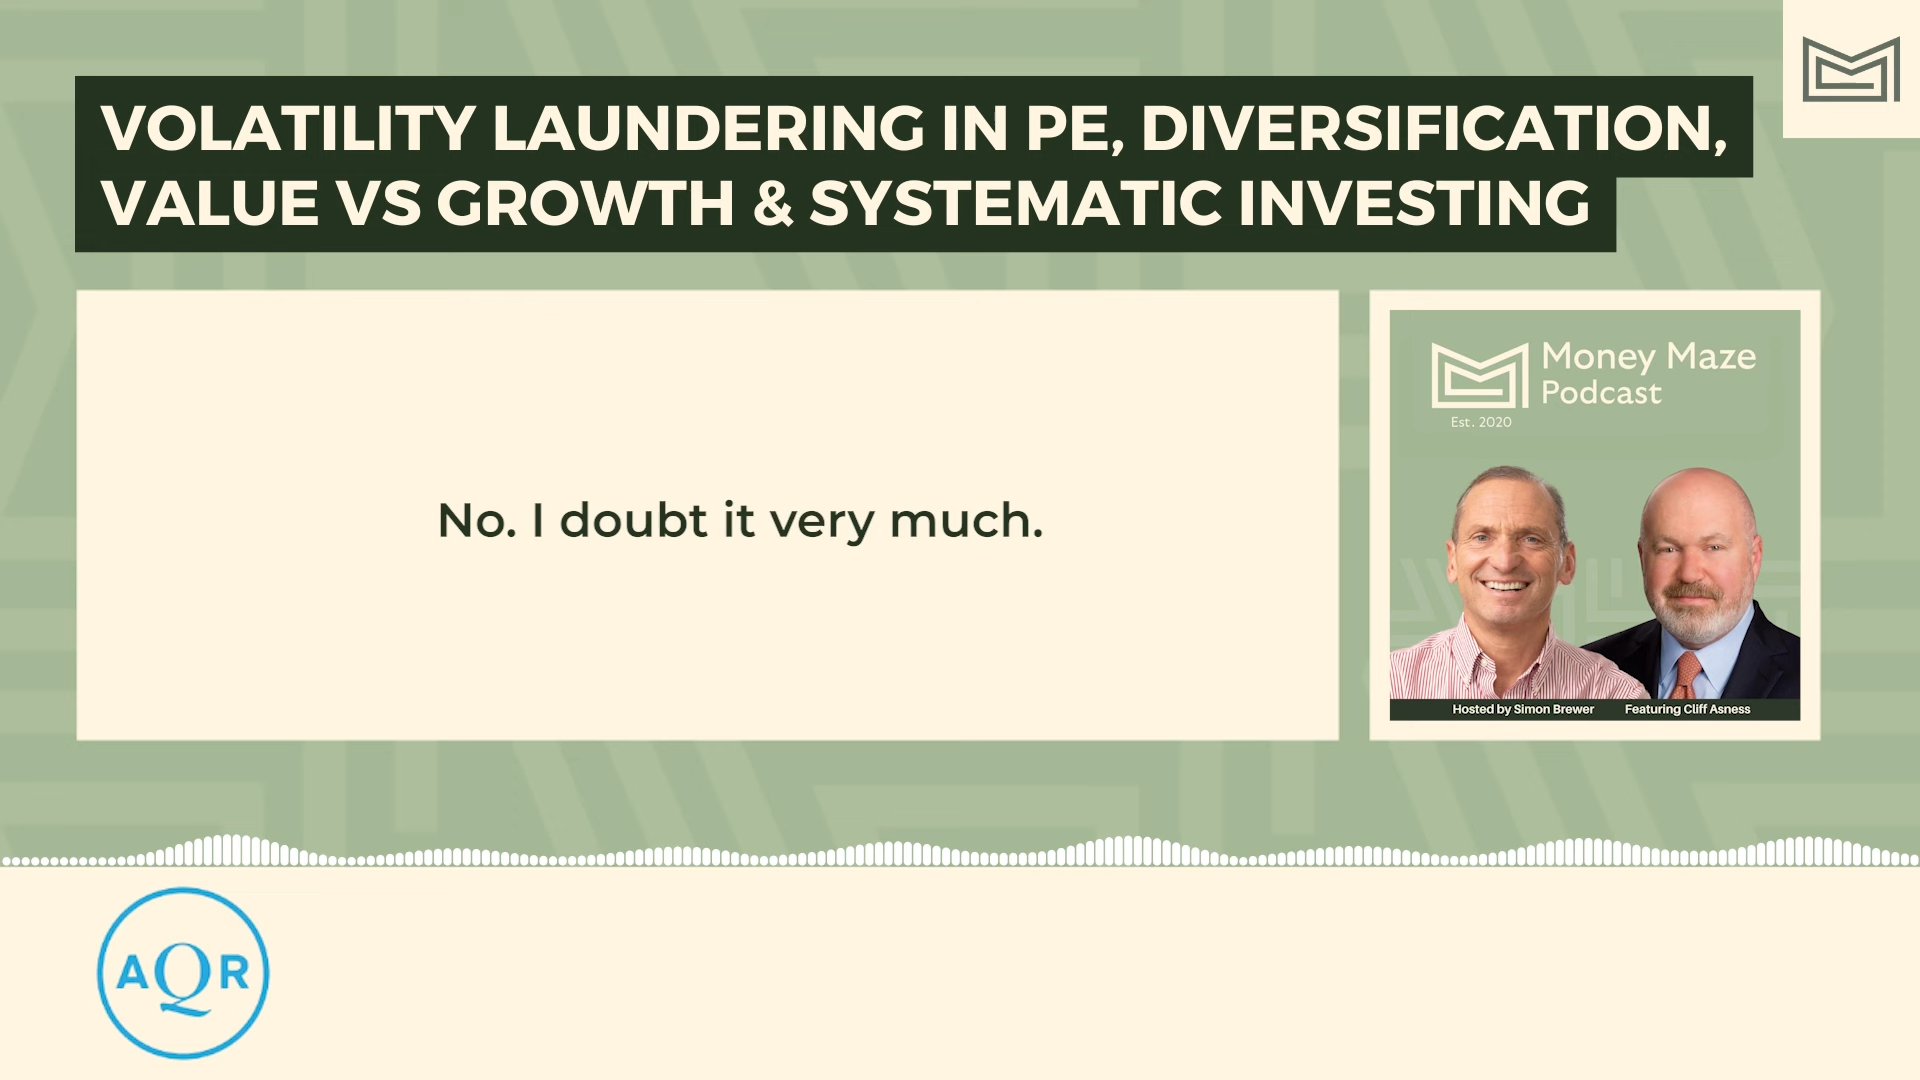 VOLATILITY LAUNDERING IN PE, DIVERSIFICATION,
VALUE VS GROWTH & SYSTEMATIC INVESTING
No. I doubt it very much.
Money Maze
Podcast
Est. 2020
Hosted by Simon Brewer
Featuring Cliff Asness
AQR